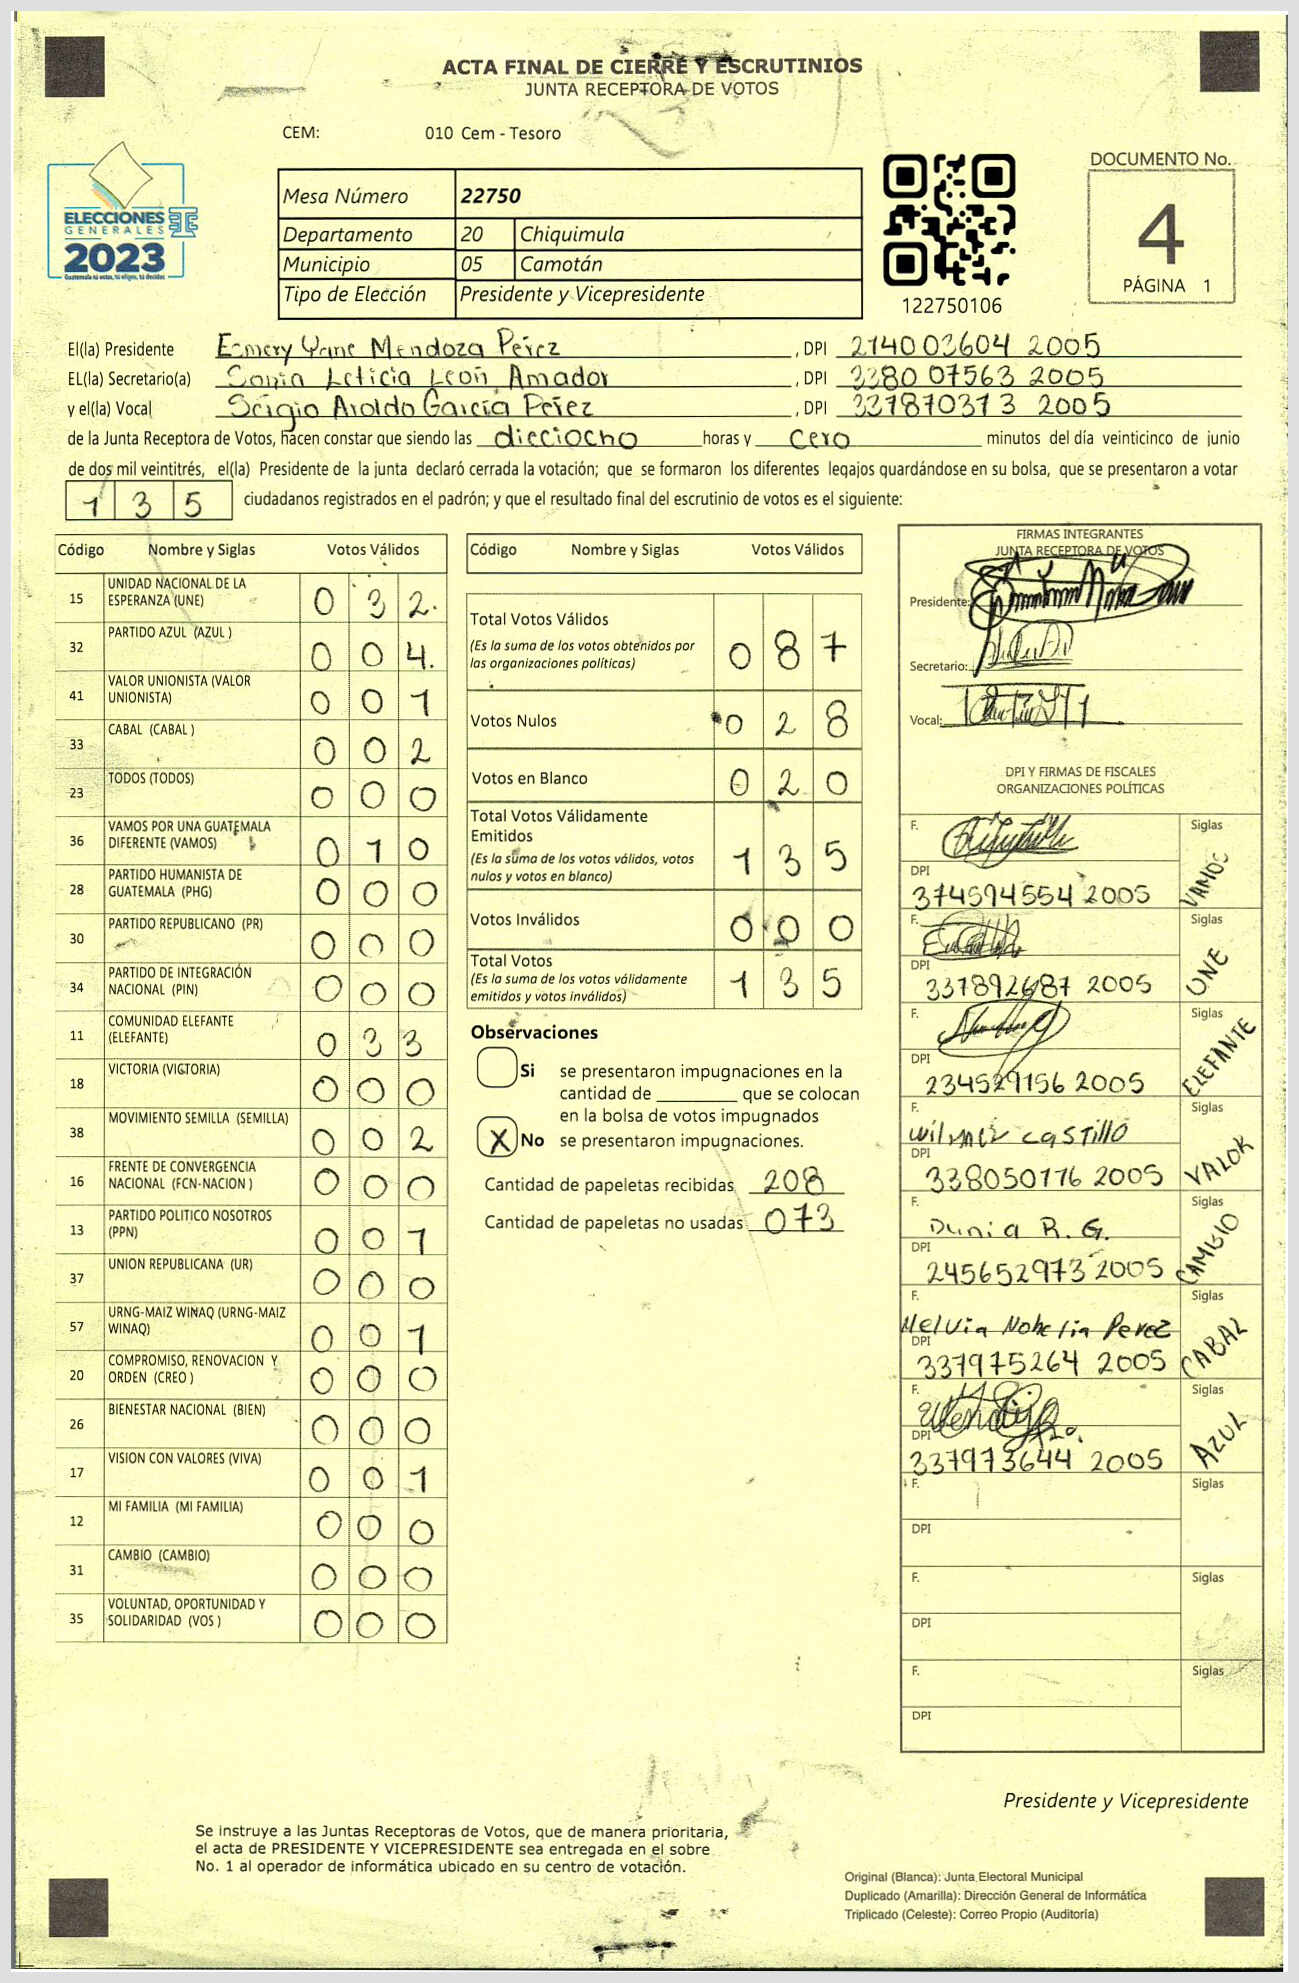 ACTA FINAL DE CIERRE Y ESCRUTINIOS
JUNTA RECEPTORA DE VOTOS
CEM: 010 Cem - Tesoro
ELECCIONES
GENERALES
2023
Guatemala tú votas, tú eliges, tú decides
Mesa Número 22750
Departamento 20 Chiquimula
Municipio 05 Camotán
Tipo de Elección Presidente y Vicepresidente
122750106
DOCUMENTO No.
4
PÁGINA 1
El(la) Presidente Mendoza Pérez , DPI 214003604 2005
EL(la) Secretario(a) Sonia Leticia León Amador , DPI 338007563 2005
y el(la) Vocal Sergio Aroldo García Pérez , DPI 337870373 2005
de la Junta Receptora de Votos, hacen constar que siendo las dieciocho horas y cero minutos del día veinticinco de junio
de dos mil veintitrés, el(la) Presidente de la junta declaró cerrada la votación; que se formaron los diferentes legajos quardándose en su bolsa, que se presentaron a votar
1 3 5 ciudadanos registrados en el padrón; y que el resultado final del escrutinio de votos es el siguiente:
Código Nombre y Siglas Votos Válidos
15 UNIDAD NACIONAL DE LA
ESPERANZA (UNE) 0 3 2.
32 PARTIDO AZUL (AZUL ) 0 0 4.
41 VALOR UNIONISTA (VALOR
UNIONISTA) 0 0 1
33 CABAL (CABAL ) 0 0 2
23 TODOS (TODOS) 0 0 0
36 VAMOS POR UNA GUATEMALA
DIFERENTE (VAMOS) 0 1 0
28 PARTIDO HUMANISTA DE
GUATEMALA (PHG) 0 0 0
30 PARTIDO REPUBLICANO (PR) 0 0 0
34 PARTIDO DE INTEGRACIÓN
NACIONAL (PIN) 0 0 0
11 COMUNIDAD ELEFANTE
(ELEFANTE) 0 3 3
18 VICTORIA (VICTORIA) 0 0 0
38 MOVIMIENTO SEMILLA (SEMILLA) 0 0 2
16 FRENTE DE CONVERGENCIA
NACIONAL (FCN-NACION ) 0 0 0
13 PARTIDO POLITICO NOSOTROS
(PPN) 0 0 1
37 UNION REPUBLICANA (UR) 0 0 0
57 URNG-MAIZ WINAQ (URNG-MAIZ
WINAQ) 0 0 1
20 COMPROMISO, RENOVACION Y
ORDEN (CREO ) 0 0 0
26 BIENESTAR NACIONAL (BIEN) 0 0 0
17 VISION CON VALORES (VIVA) 0 0 1
12 MI FAMILIA (MI FAMILIA) 0 0 0
31 CAMBIO (CAMBIO) 0 0 0
35 VOLUNTAD, OPORTUNIDAD Y
SOLIDARIDAD (VOS ) 0 0 0
Código Nombre y Siglas Votos Válidos
Total Votos Válidos
(Es la suma de los votos obtenidos por
las organizaciones políticas) 0 8 7
Votos Nulos 0 2 8
Votos en Blanco 0 2 0
Total Votos Válidamente
Emitidos
(Es la suma de los votos válidos, votos
nulos y votos en blanco) 1 3 5
Votos Inválidos 0 0 0
Total Votos
(Es la suma de los votos válidamente
emitidos y votos inválidos) 1 3 5
Observaciones
Si se presentaron impugnaciones en la
cantidad de ________ que se colocan
en la bolsa de votos impugnados
X No se presentaron impugnaciones.
Cantidad de papeletas recibidas 208
Cantidad de papeletas no usadas 073
FIRMAS INTEGRANTES
JUNTA RECEPTORA DE VOTOS
Presidente:
Secretario:
Vocal:
DPI Y FIRMAS DE FISCALES
ORGANIZACIONES POLÍTICAS
F. Siglas
DPI VAMOS
374594554 2005
F. Siglas
DPI UNE
337892687 2005
F. Siglas
DPI ELEFANTE
234529156 2005
F. Siglas
Wilmer CASTILLO
DPI VALOR
338050176 2005
F. Siglas
Dunia R. G.
DPI CAMBIO
245652973 2005
F. Siglas
Melvia Nohelia Perez
DPI CABAL
337975264 2005
F. Siglas
DPI AZUL
337973644 2005
F. Siglas
DPI
F. Siglas
DPI
F. Siglas
DPI
Presidente y Vicepresidente
Se instruye a las Juntas Receptoras de Votos, que de manera prioritaria,
el acta de PRESIDENTE Y VICEPRESIDENTE sea entregada en el sobre
No. 1 al operador de informática ubicado en su centro de votación.
Original (Blanca): Junta Electoral Municipal
Duplicado (Amarilla): Dirección General de Informática
Triplicado (Celeste): Correo Propio (Auditoría)